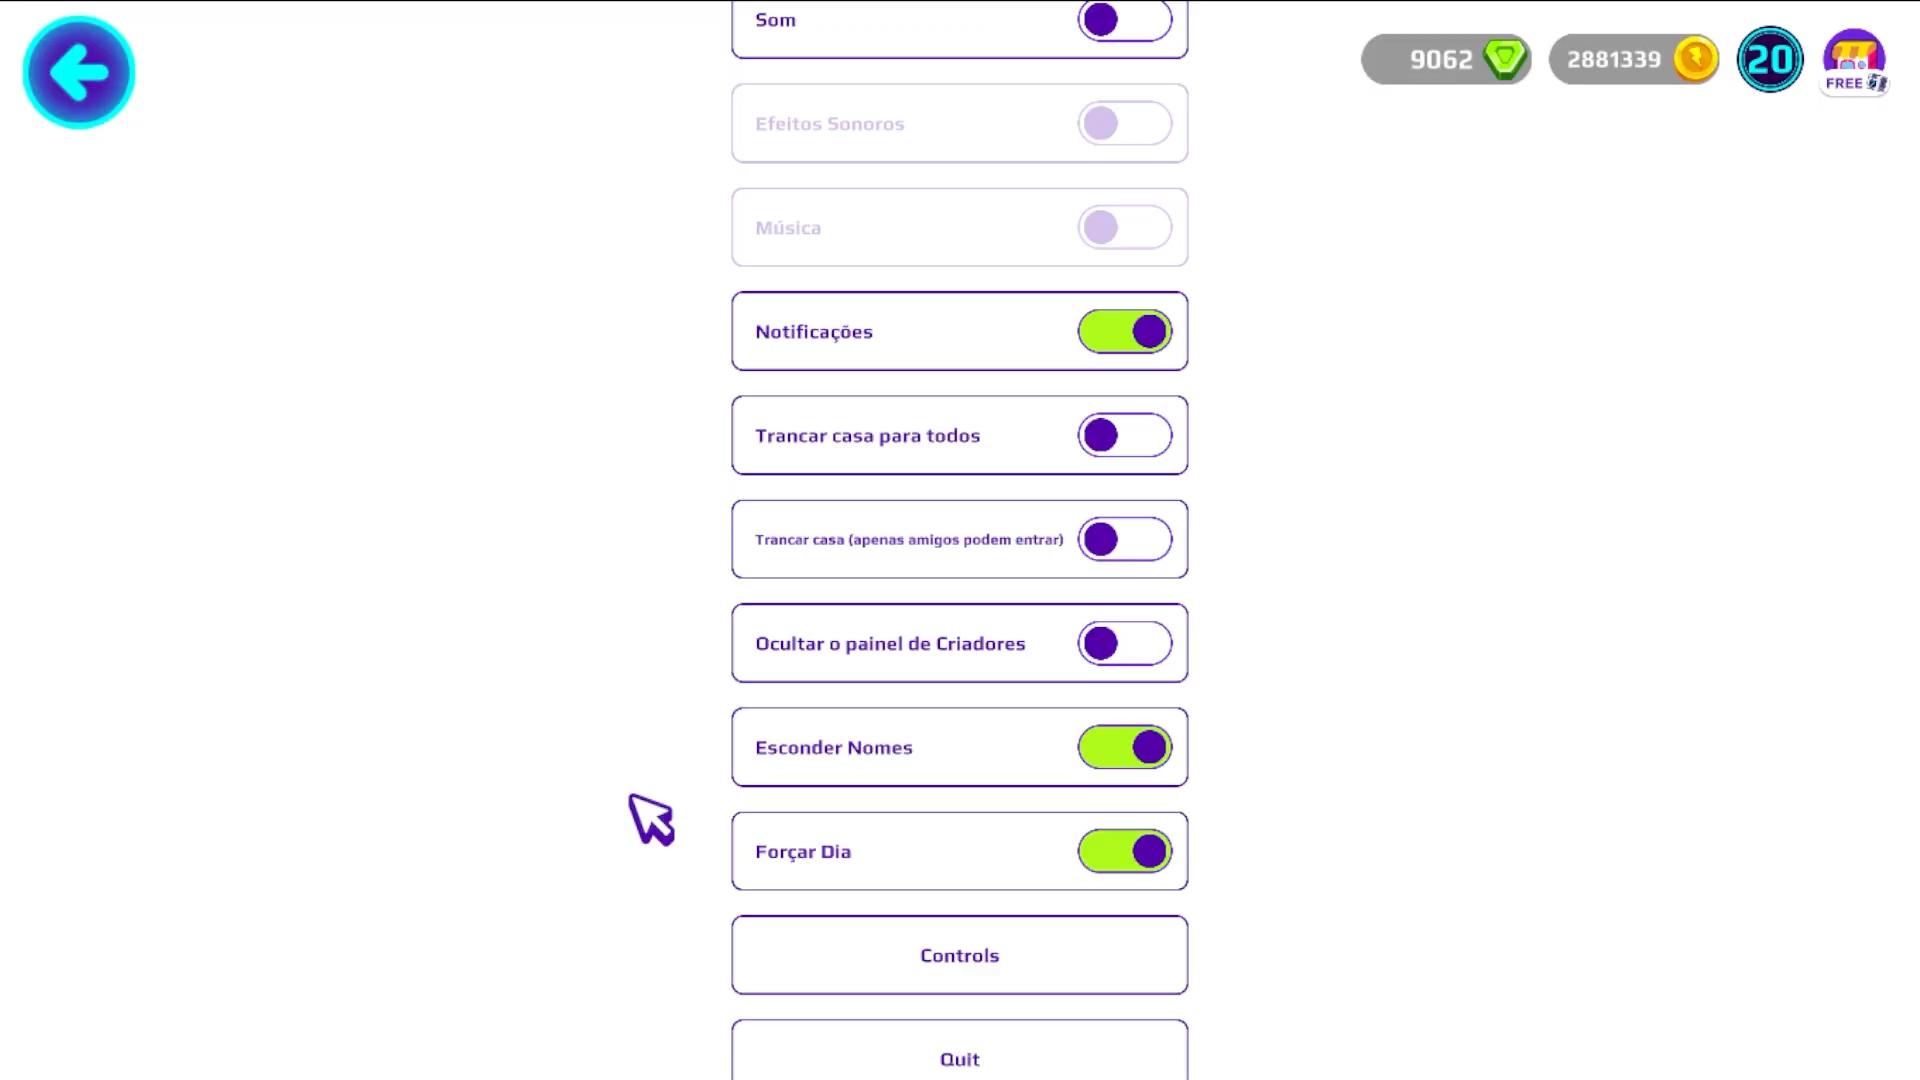 Som
9062
2881339
20
FREE
Efeitos Sonoros
Música
Notificações
Trancar casa para todos
Trancar casa (apenas amigos podem entrar)
Ocultar o painel de Criadores
Esconder Nomes
Forçar Dia
Controls
Quit